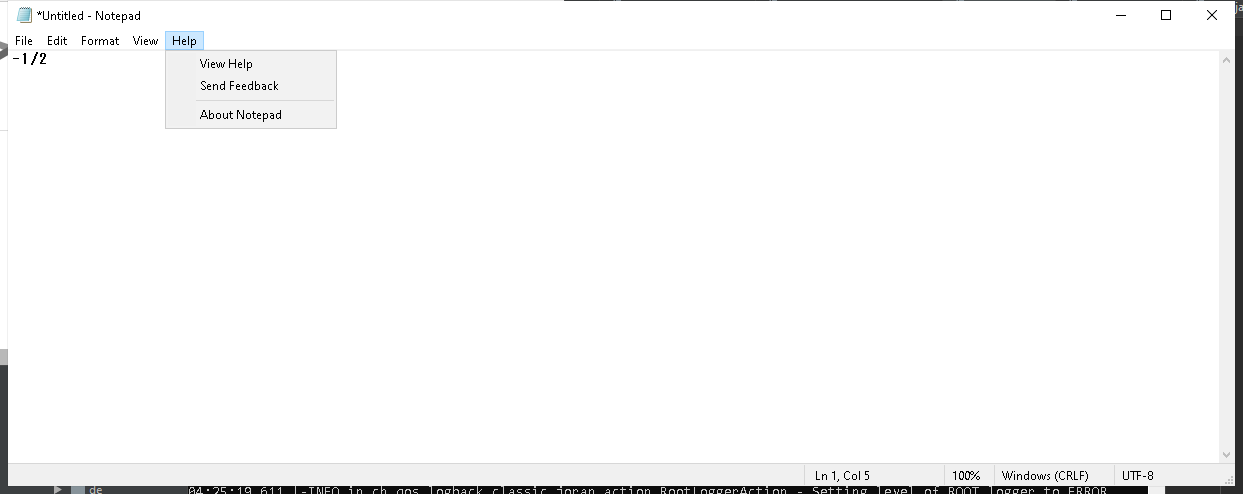 *Untitled - Notepad
File Edit Format View Help
-1/2
View Help
Send Feedback
About Notepad
Ln 1, Col 5 100% Windows (CRLF) UTF-8
de 04:25:19,611 |-INFO in ch.qos.logback.classic.joran.action.RootLoggerAction - Setting level of ROOT logger to ERROR